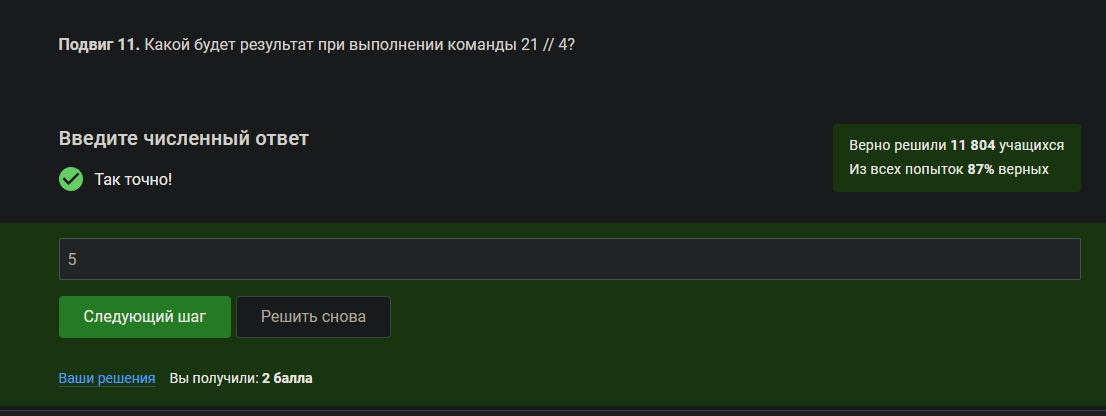 Подвиг 11. Какой будет результат при выполнении команды 21 // 4?
Введите численный ответ
Так точно!
Верно решили 11 804 учащихся
Из всех попыток 87% верных
5
Следующий шаг
Решить снова
Ваши решения
Вы получили: 2 балла